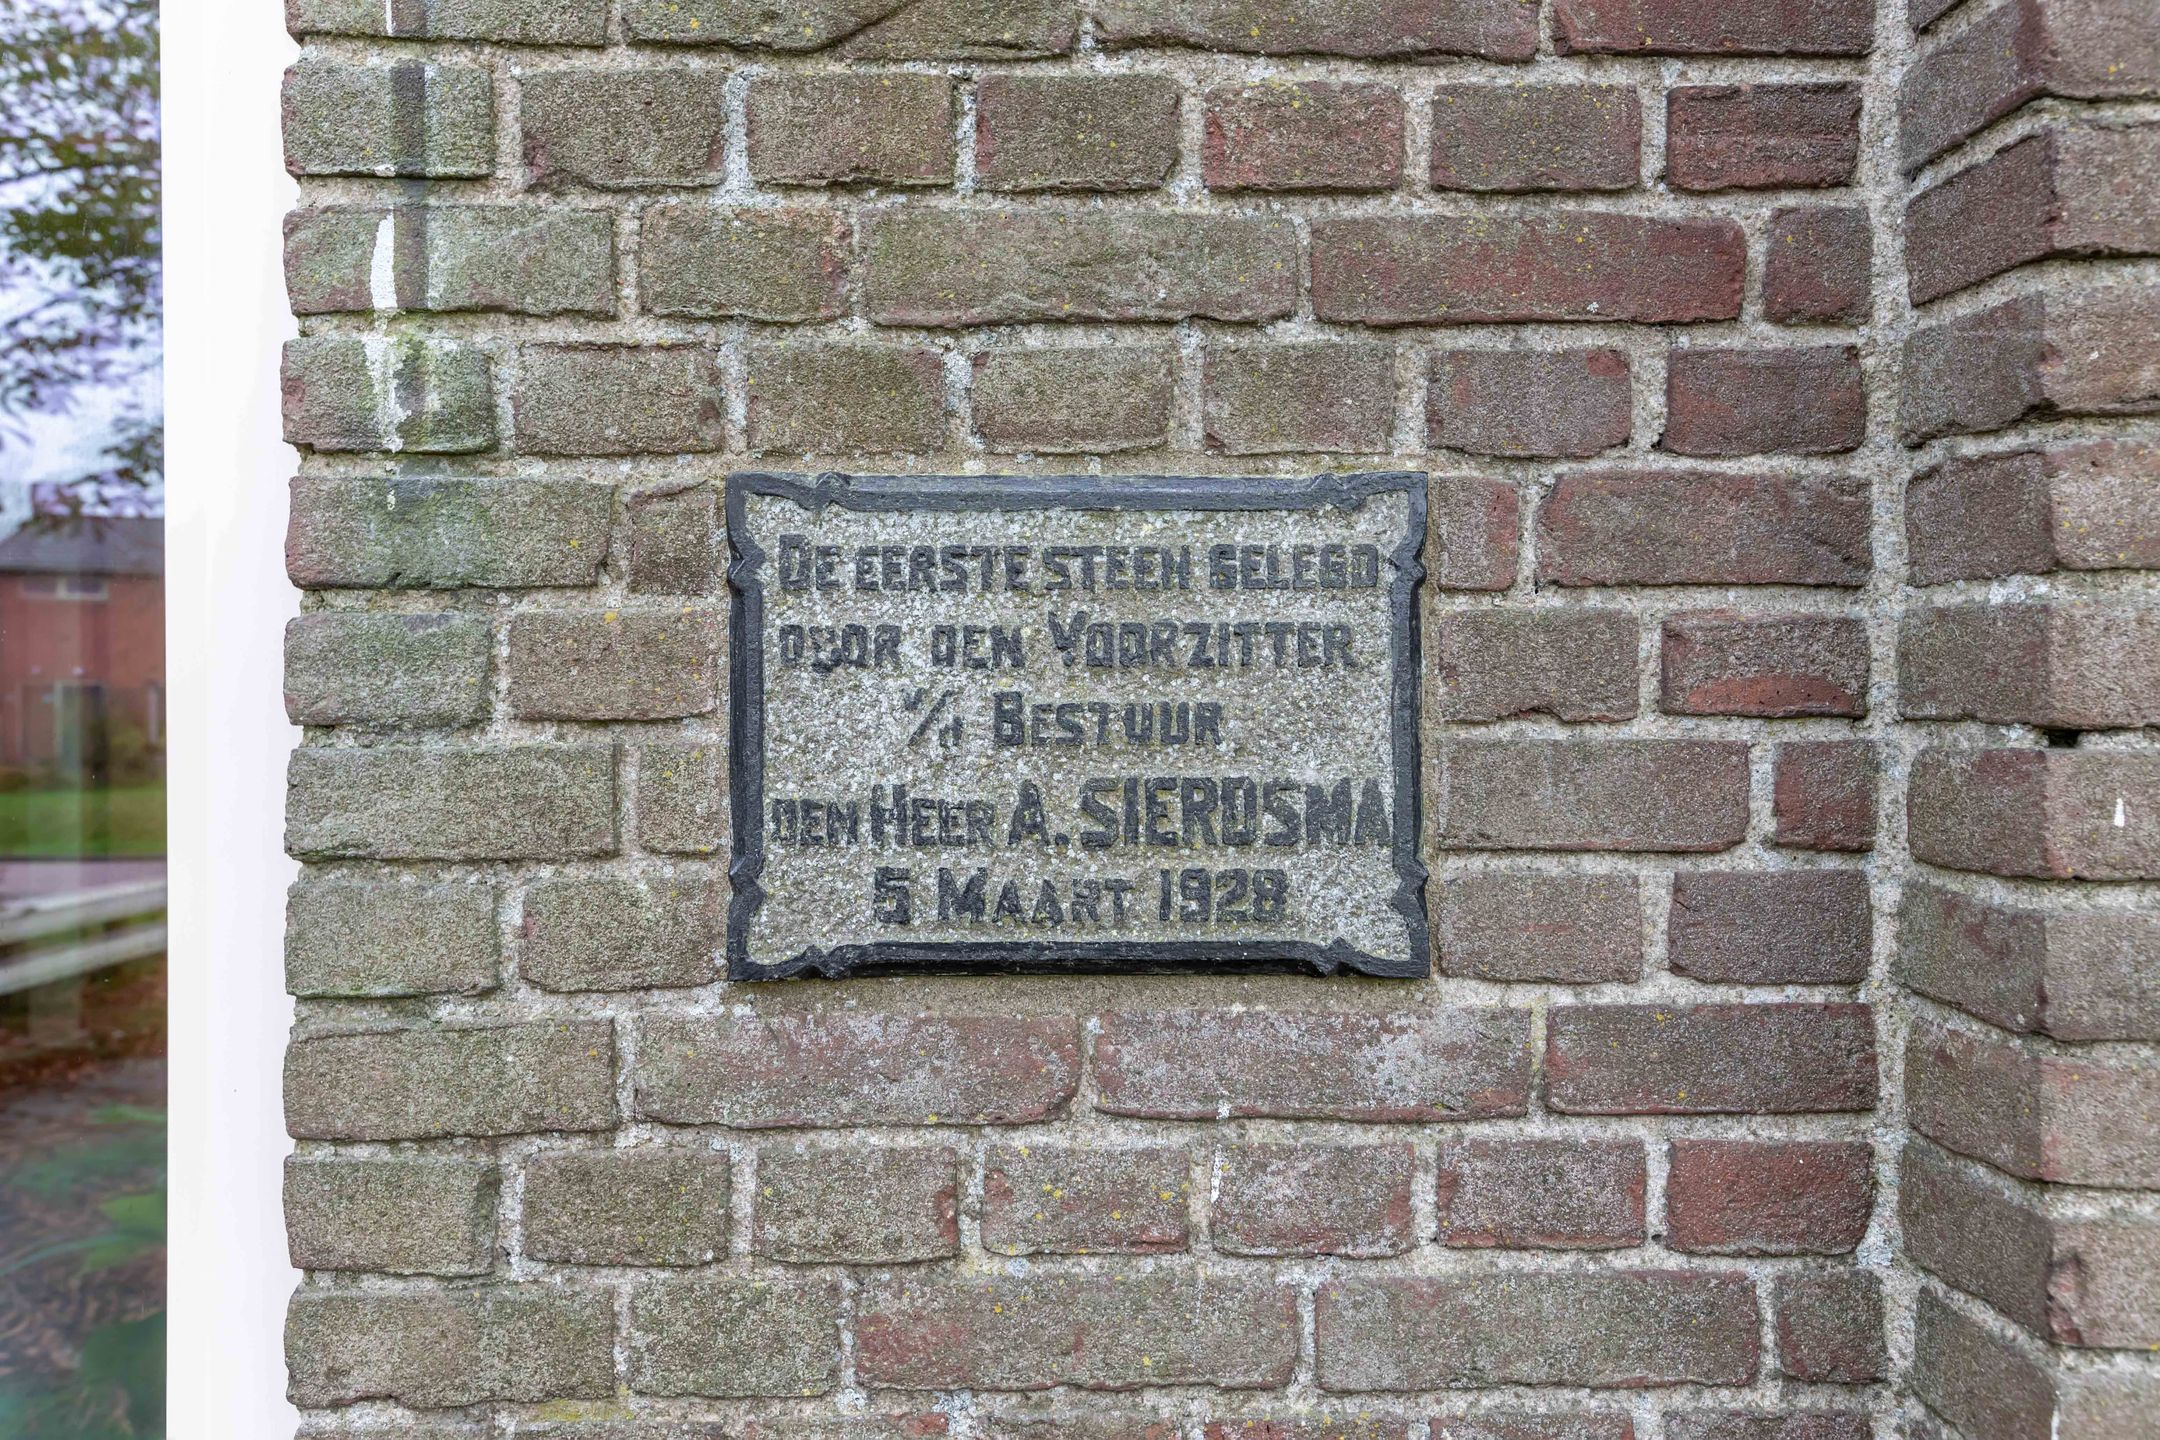 DE EERSTE STEEN GELEGD
DOOR DEN VOORZITTER
V/H BESTUUR
DEN HEER A. SIERDSMA
5 MAART 1928